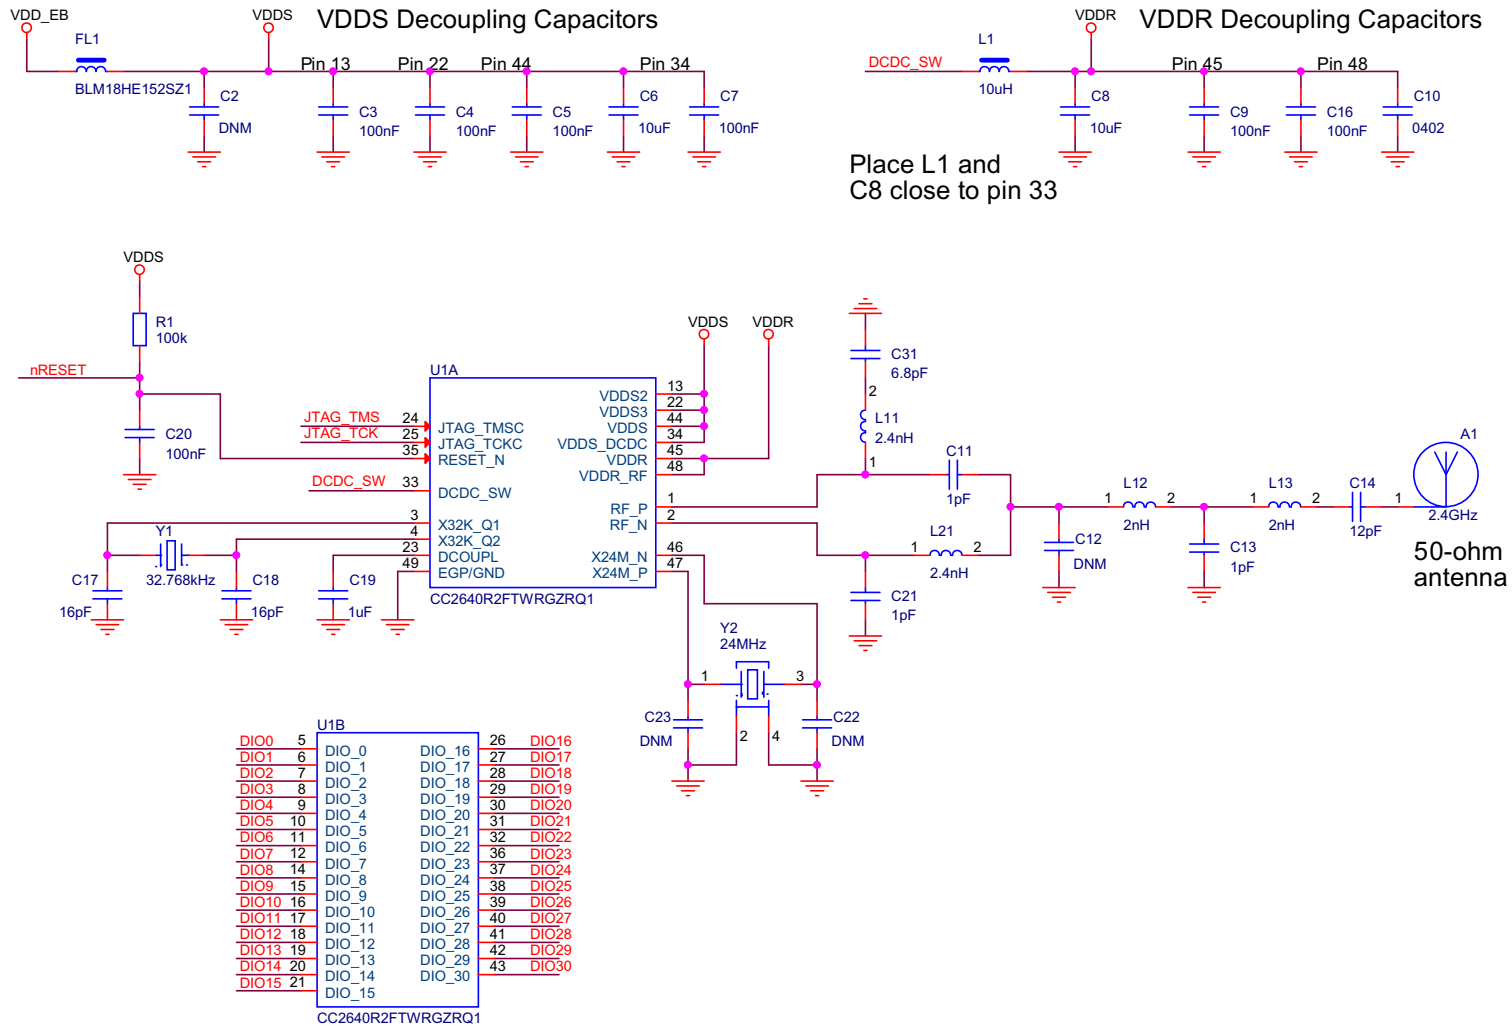 VDD_EB
VDDS
VDDS Decoupling Capacitors
VDDR
VDDR Decoupling Capacitors
FL1
BLM18HE152SZ1
Pin 13
Pin 22
Pin 44
Pin 34
C2
DNM
C3
100nF
C4
100nF
C5
100nF
C6
10uF
C7
100nF
DCDC_SW
L1
10uH
Pin 45
Pin 48
C8
10uF
C9
100nF
C16
100nF
C10
0402
Place L1 and
C8 close to pin 33
VDDS
R1
100k
nRESET
C20
100nF
JTAG_TMS
24
JTAG_TCK
25
35
DCDC_SW
33
3
4
23
49
Y1
32.768kHz
C17
16pF
C18
16pF
C19
1uF
U1A
JTAG_TMSC
JTAG_TCKC
RESET_N
DCDC_SW
X32K_Q1
X32K_Q2
DCOUPL
EGP/GND
VDDS2
VDDS3
VDDS
VDDS_DCDC
VDDR
VDDR_RF
RF_P
RF_N
X24M_N
X24M_P
CC2640R2FTWRGZRQ1
13
22
44
34
45
48
1
2
46
47
VDDS
VDDR
C31
6.8pF
2
L11
2.4nH
1
C11
1pF
1
L21
2
2.4nH
C21
1pF
C12
DNM
1
L12
2
2nH
C13
1pF
1
L13
2
2nH
C14
12pF
1
A1
2.4GHz
50-ohm
antenna
Y2
24MHz
1
3
2
4
C23
DNM
C22
DNM
U1B
DIO0 5 DIO_0 DIO_16 26 DIO16
DIO1 6 DIO_1 DIO_17 27 DIO17
DIO2 7 DIO_2 DIO_18 28 DIO18
DIO3 8 DIO_3 DIO_19 29 DIO19
DIO4 9 DIO_4 DIO_20 30 DIO20
DIO5 10 DIO_5 DIO_21 31 DIO21
DIO6 11 DIO_6 DIO_22 32 DIO22
DIO7 12 DIO_7 DIO_23 36 DIO23
DIO8 14 DIO_8 DIO_24 37 DIO24
DIO9 15 DIO_9 DIO_25 38 DIO25
DIO10 16 DIO_10 DIO_26 39 DIO26
DIO11 17 DIO_11 DIO_27 40 DIO27
DIO12 18 DIO_12 DIO_28 41 DIO28
DIO13 19 DIO_13 DIO_29 42 DIO29
DIO14 20 DIO_14 DIO_30 43 DIO30
DIO15 21 DIO_15
CC2640R2FTWRGZRQ1